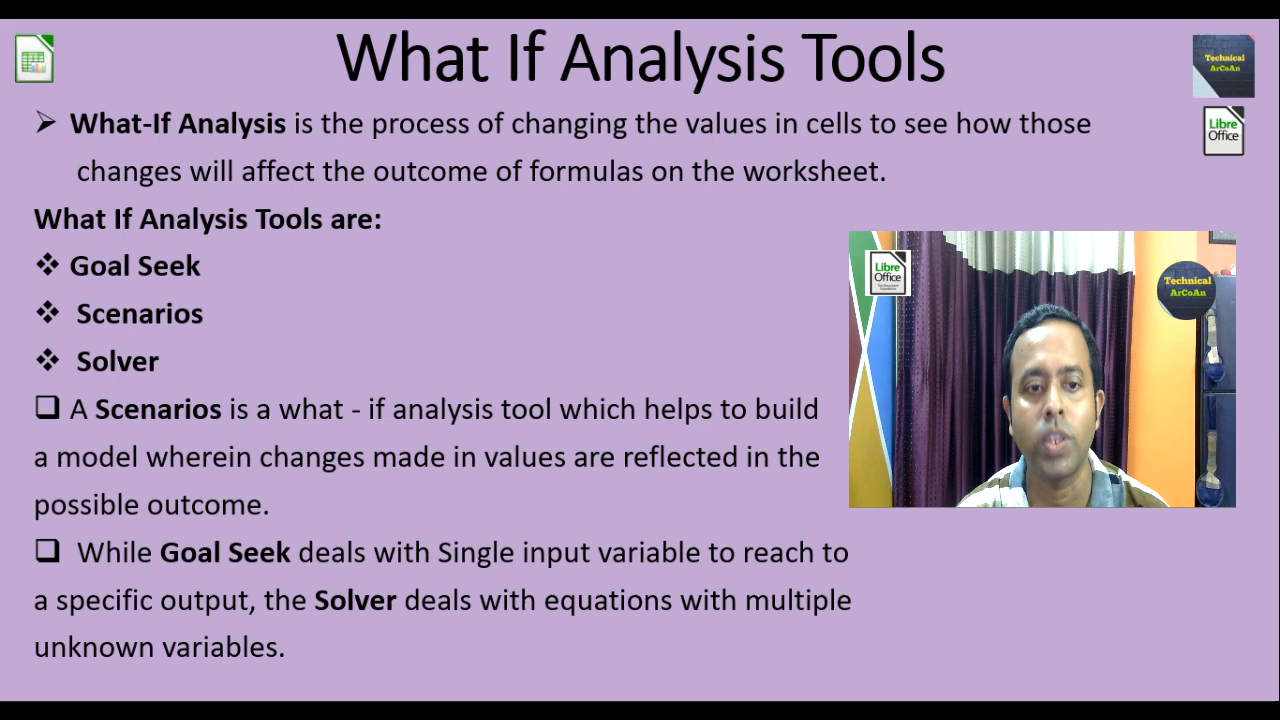 What If Analysis Tools
Technical
ArCoAn
Libre
Office
➢ What-If Analysis is the process of changing the values in cells to see how those
changes will affect the outcome of formulas on the worksheet.
What If Analysis Tools are:
❖ Goal Seek
❖ Scenarios
❖ Solver
❑ A Scenarios is a what - if analysis tool which helps to build
a model wherein changes made in values are reflected in the
possible outcome.
❑ While Goal Seek deals with Single input variable to reach to
a specific output, the Solver deals with equations with multiple
unknown variables.
Libre
Office
The Document
Foundation
Technical
ArCoAn